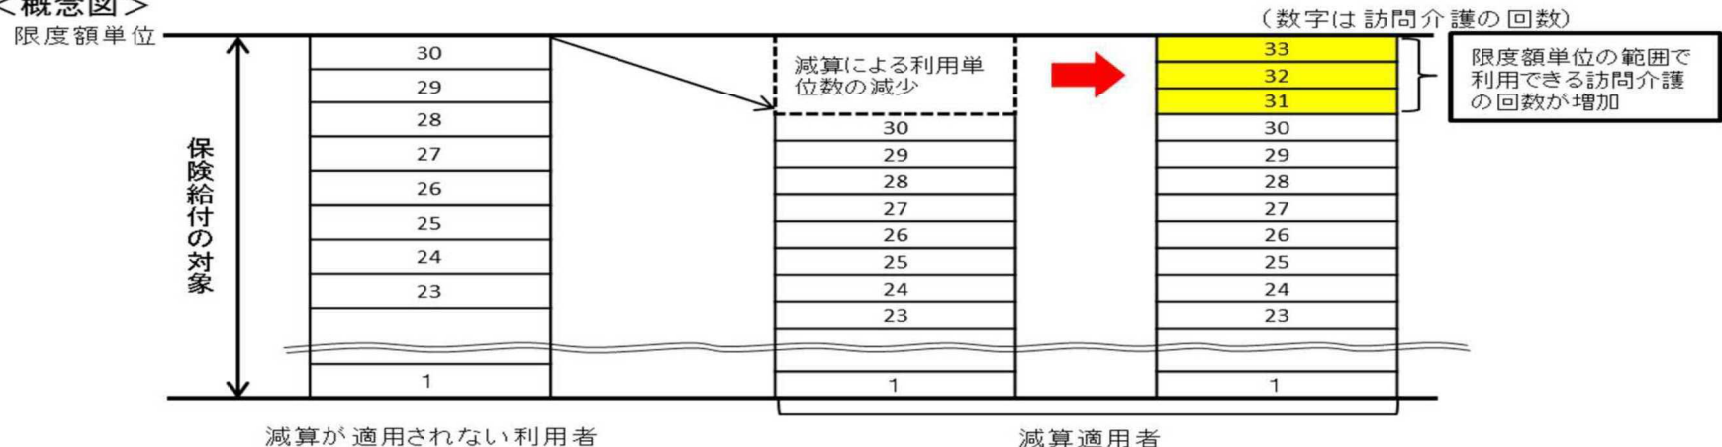 ＜概念図＞
（数字は訪問介護の回数）
限度額単位
保険給付の対象
30
29
28
27
26
25
24
23
1
減算による利用単
位数の減少
30
29
28
27
26
25
24
23
1
33
32
31
30
29
28
27
26
25
24
23
1
限度額単位の範囲で
利用できる訪問介護
の回数が増加
減算が適用されない利用者
減算適用者